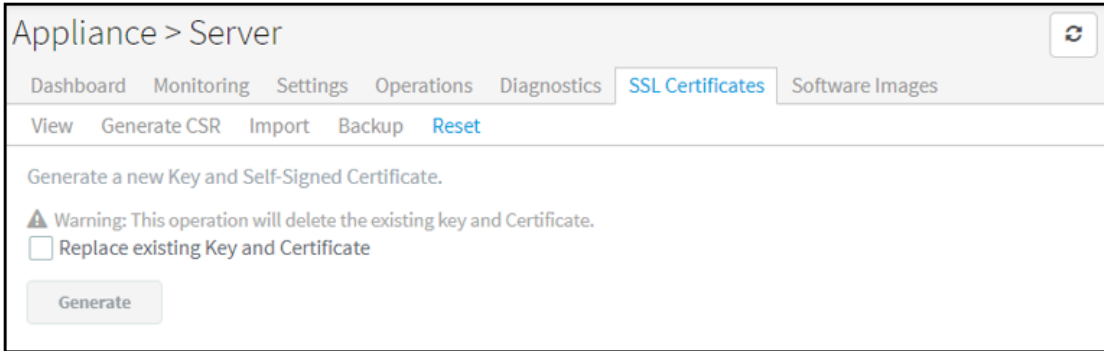 Appliance > Server
Dashboard Monitoring Settings Operations Diagnostics SSL Certificates Software Images
View Generate CSR Import Backup Reset
Generate a new Key and Self-Signed Certificate.
Warning: This operation will delete the existing key and Certificate.
Replace existing Key and Certificate
Generate